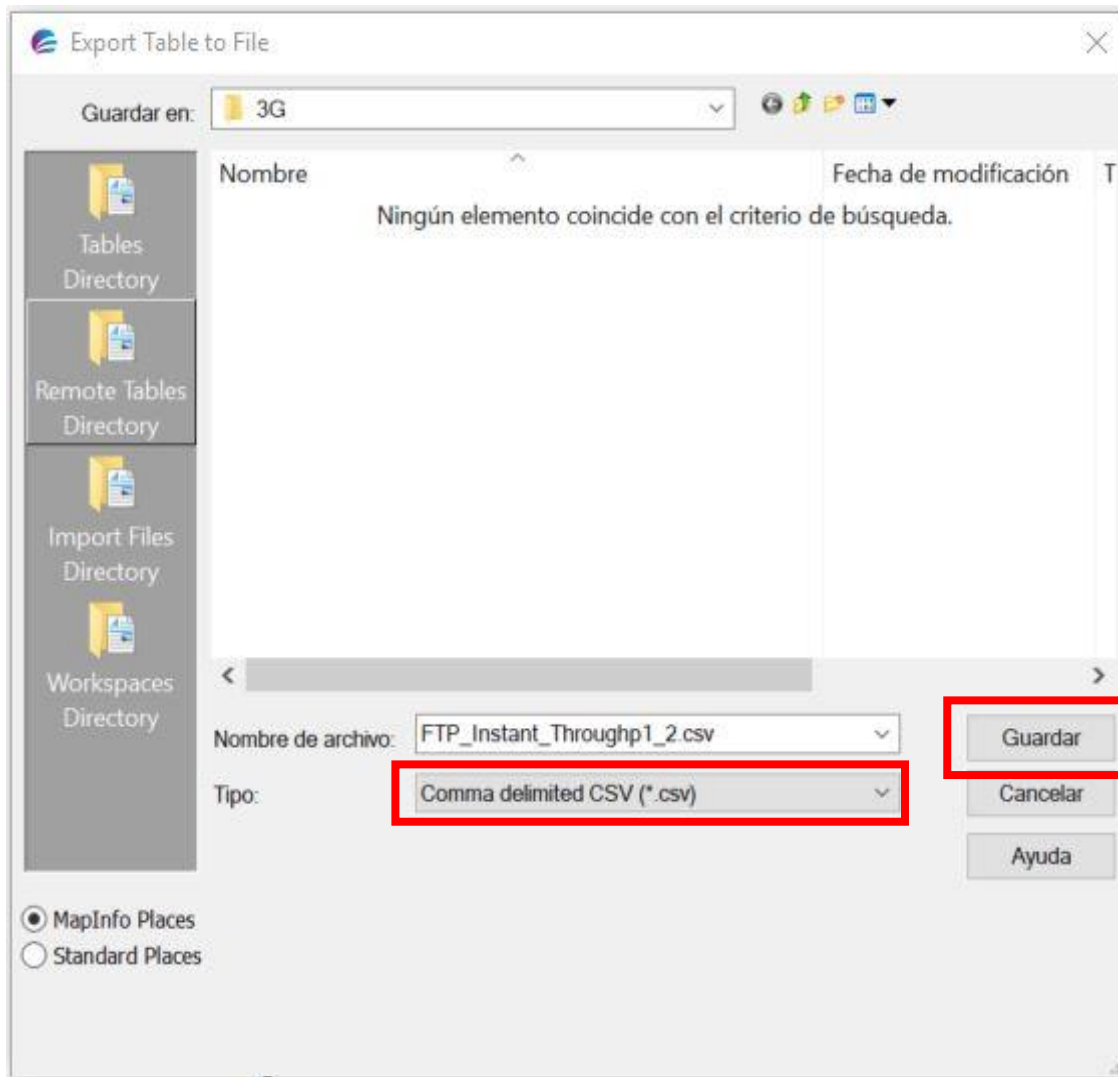 Export Table to File
Guardar en:
3G
Nombre
Fecha de modificación
T
Ningún elemento coincide con el criterio de búsqueda.
Tables
Directory
Remote Tables
Directory
Import Files
Directory
Workspaces
Directory
Nombre de archivo:
FTP_Instant_Throughp1_2.csv
Guardar
Tipo:
Comma delimited CSV (*.csv)
Cancelar
Ayuda
MapInfo Places
Standard Places